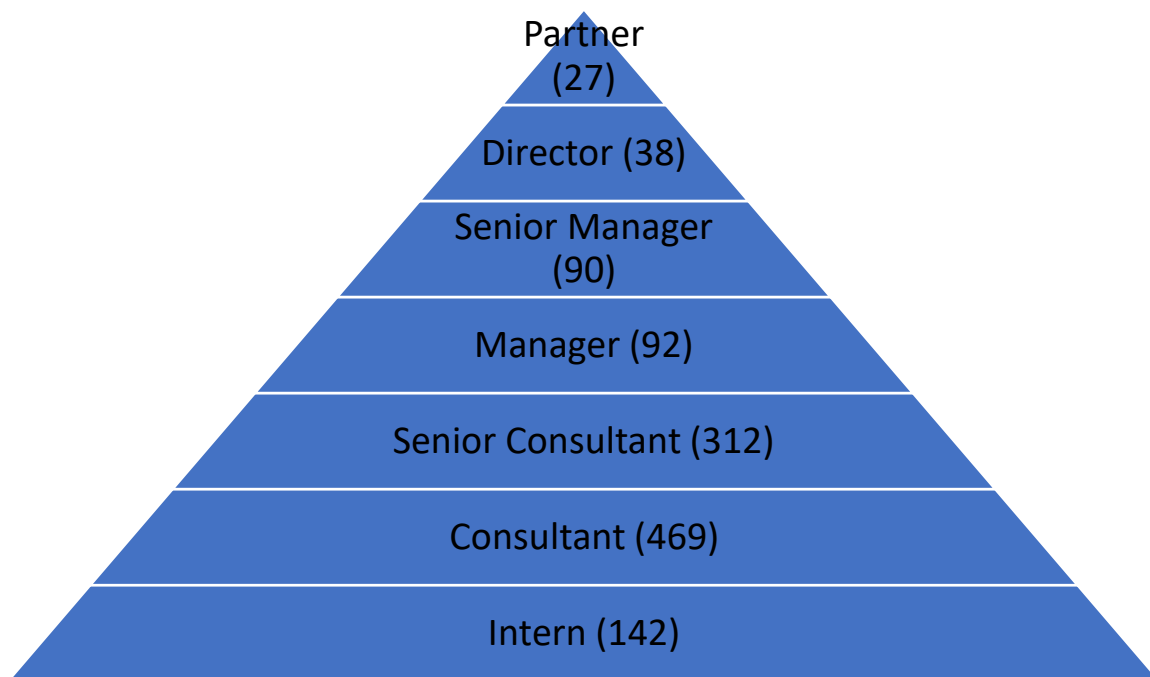 Partner
(27)
Director (38)
Senior Manager
(90)
Manager (92)
Senior Consultant (312)
Consultant (469)
Intern (142)